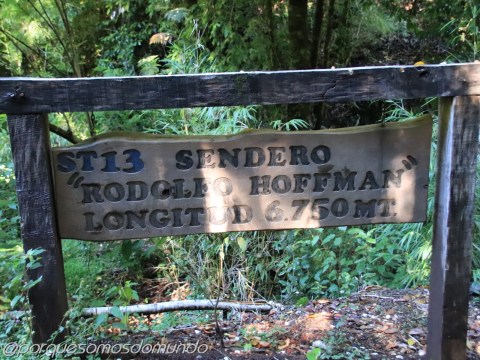 ST13 SENDERO
"RODOLFO HOFFMAN"
LONGITUD 6.750 MT.
@porquesomosdomundo